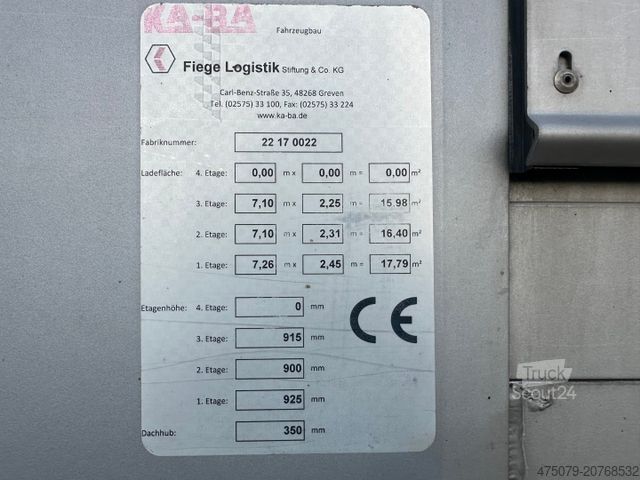 KA-BA
Fahrzeugbau
Fiege Logistik Stiftung & Co. KG
Carl-Benz-Straße 35, 48268 Greven
Tel. (02575) 33 100, Fax: (02575) 33 224
www.ka-ba.de
Fabriknummer: 22 17 0022
Ladefläche: 4. Etage: 0,00 m x 0,00 m = 0,00 m²
3. Etage: 7,10 m x 2,25 m = 15.98 m²
2. Etage: 7,10 m x 2,31 m = 16,40 m²
1. Etage: 7,26 m x 2,45 m = 17,79 m²
Etagenhöhe: 4. Etage: 0 mm
CE
3. Etage: 915 mm
2. Etage: 900 mm
1. Etage: 925 mm
Dachhub: 350 mm
Truck
Scout24
475079-20768532